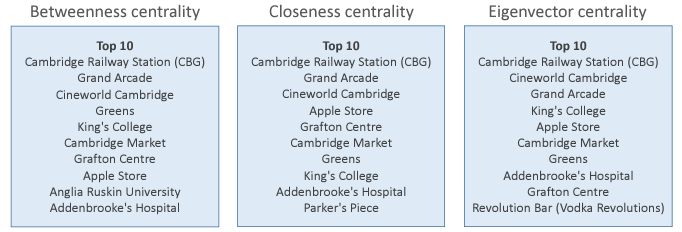 Betweenness centrality
Top 10
Cambridge Railway Station (CBG)
Grand Arcade
Cineworld Cambridge
Greens
King's College
Cambridge Market
Grafton Centre
Apple Store
Anglia Ruskin University
Addenbrooke's Hospital
Closeness centrality
Top 10
Cambridge Railway Station (CBG)
Grand Arcade
Cineworld Cambridge
Apple Store
Grafton Centre
Cambridge Market
Greens
King's College
Addenbrooke's Hospital
Parker's Piece
Eigenvector centrality
Top 10
Cambridge Railway Station (CBG)
Cineworld Cambridge
Grand Arcade
King's College
Apple Store
Cambridge Market
Greens
Addenbrooke's Hospital
Grafton Centre
Revolution Bar (Vodka Revolutions)